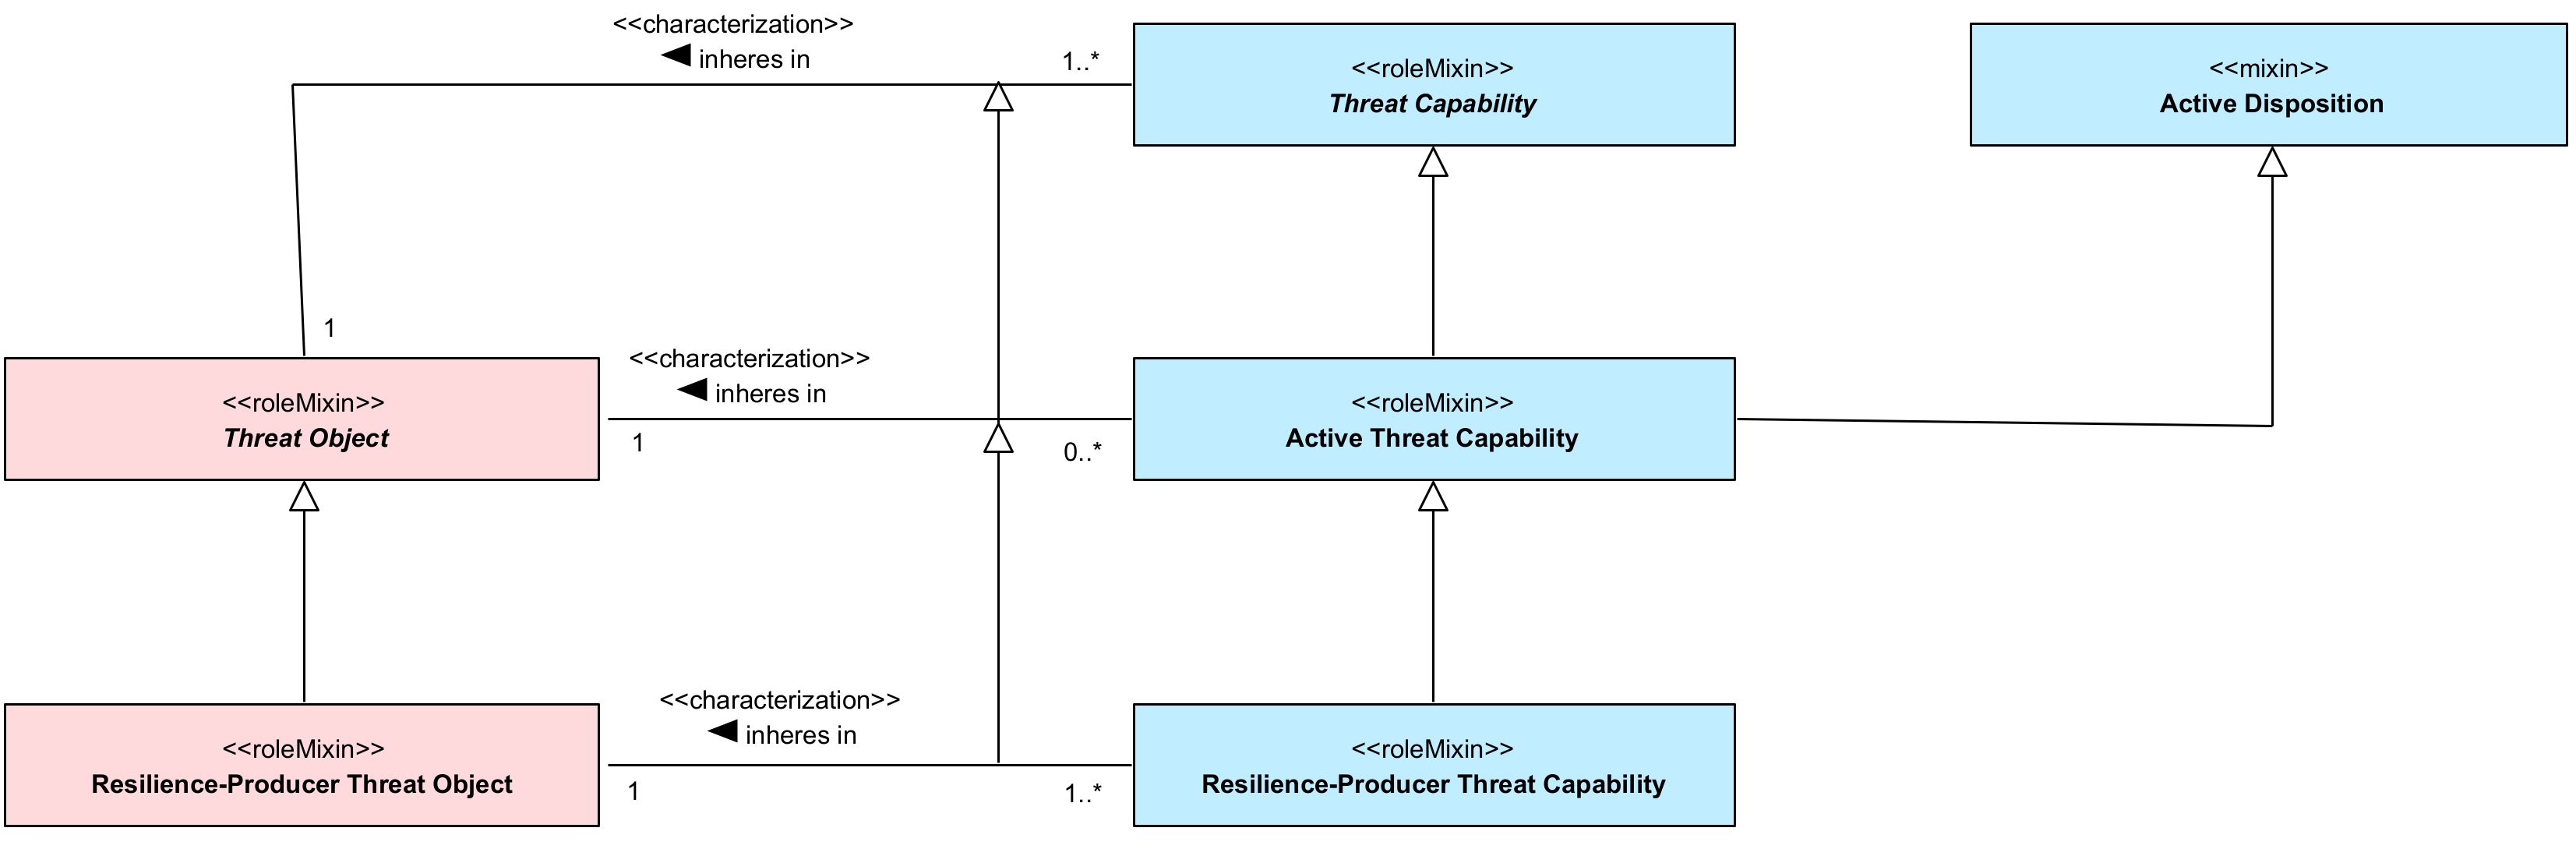 <<characterization>>
◀ inheres in
1..*
<<roleMixin>>
Threat Capability
<<mixin>>
Active Disposition
1
<<roleMixin>>
Threat Object
<<characterization>>
◀ inheres in
1
0..*
<<roleMixin>>
Active Threat Capability
<<roleMixin>>
Resilience-Producer Threat Object
<<characterization>>
◀ inheres in
1
1..*
<<roleMixin>>
Resilience-Producer Threat Capability